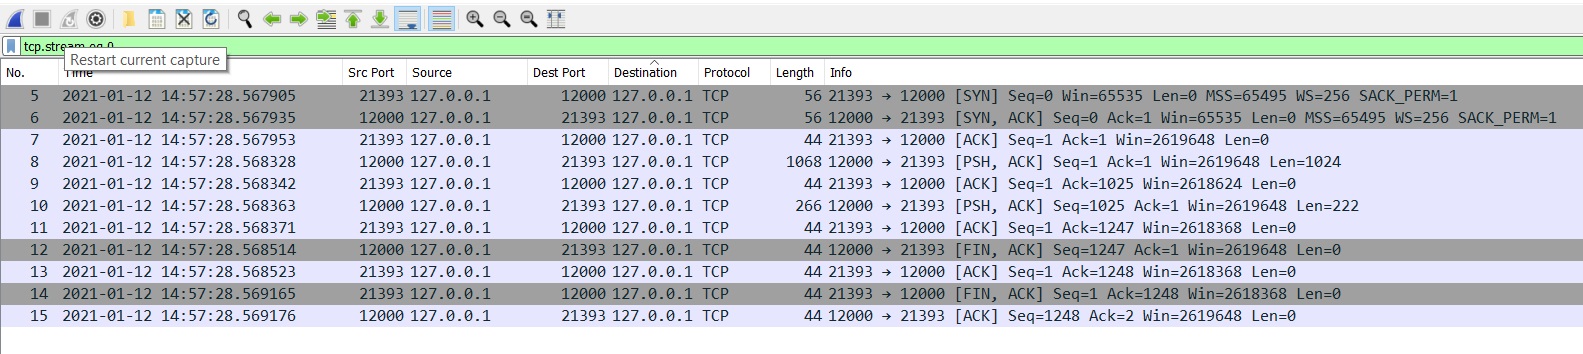 tcp.stream eq 0
Restart current capture
No. Time Src Port Source Dest Port Destination Protocol Length Info
5 2021-01-12 14:57:28.567905 21393 127.0.0.1 12000 127.0.0.1 TCP 56 21393 → 12000 [SYN] Seq=0 Win=65535 Len=0 MSS=65495 WS=256 SACK_PERM=1
6 2021-01-12 14:57:28.567935 12000 127.0.0.1 21393 127.0.0.1 TCP 56 12000 → 21393 [SYN, ACK] Seq=0 Ack=1 Win=65535 Len=0 MSS=65495 WS=256 SACK_PERM=1
7 2021-01-12 14:57:28.567953 21393 127.0.0.1 12000 127.0.0.1 TCP 44 21393 → 12000 [ACK] Seq=1 Ack=1 Win=2619648 Len=0
8 2021-01-12 14:57:28.568328 12000 127.0.0.1 21393 127.0.0.1 TCP 1068 12000 → 21393 [PSH, ACK] Seq=1 Ack=1 Win=2619648 Len=1024
9 2021-01-12 14:57:28.568342 21393 127.0.0.1 12000 127.0.0.1 TCP 44 21393 → 12000 [ACK] Seq=1 Ack=1025 Win=2618624 Len=0
10 2021-01-12 14:57:28.568363 12000 127.0.0.1 21393 127.0.0.1 TCP 266 12000 → 21393 [PSH, ACK] Seq=1025 Ack=1 Win=2619648 Len=222
11 2021-01-12 14:57:28.568371 21393 127.0.0.1 12000 127.0.0.1 TCP 44 21393 → 12000 [ACK] Seq=1 Ack=1247 Win=2618368 Len=0
12 2021-01-12 14:57:28.568514 12000 127.0.0.1 21393 127.0.0.1 TCP 44 12000 → 21393 [FIN, ACK] Seq=1247 Ack=1 Win=2619648 Len=0
13 2021-01-12 14:57:28.568523 21393 127.0.0.1 12000 127.0.0.1 TCP 44 21393 → 12000 [ACK] Seq=1 Ack=1248 Win=2618368 Len=0
14 2021-01-12 14:57:28.569165 21393 127.0.0.1 12000 127.0.0.1 TCP 44 21393 → 12000 [FIN, ACK] Seq=1 Ack=1248 Win=2618368 Len=0
15 2021-01-12 14:57:28.569176 12000 127.0.0.1 21393 127.0.0.1 TCP 44 12000 → 21393 [ACK] Seq=1248 Ack=2 Win=2619648 Len=0